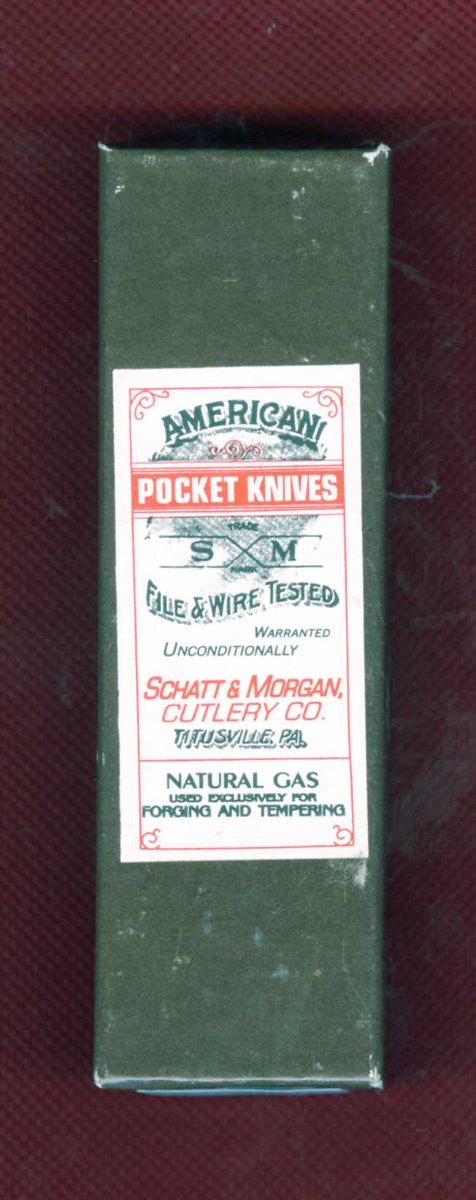 AMERICAN
POCKET KNIVES
TRADE
S M
MARK
FILE & WIRE TESTED
WARRANTED
UNCONDITIONALLY
SCHATT & MORGAN,
CUTLERY CO.
TITUSVILLE, PA.
NATURAL GAS
USED EXCLUSIVELY FOR
FORGING AND TEMPERING